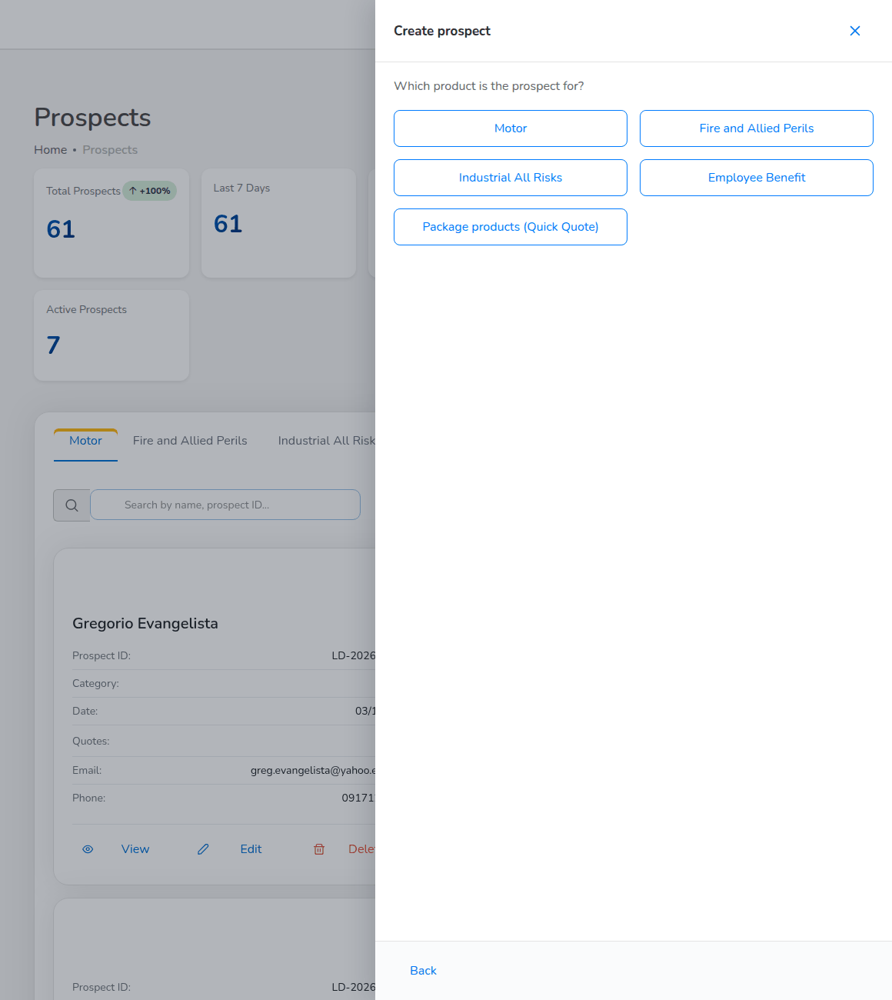 Create prospect
Which product is the prospect for?
Motor
Fire and Allied Perils
Industrial All Risks
Employee Benefit
Package products (Quick Quote)
Back
Prospects
Home • Prospects
Total Prospects
+100%
61
Last 7 Days
61
Active Prospects
7
Motor
Fire and Allied Perils
Industrial All Risk
Search by name, prospect ID...
Gregorio Evangelista
Prospect ID: LD-2026
Category:
Date: 03/1
Quotes:
Email: greg.evangelista@yahoo.e
Phone: 09171
View
Edit
Delet
Prospect ID: LD-2026